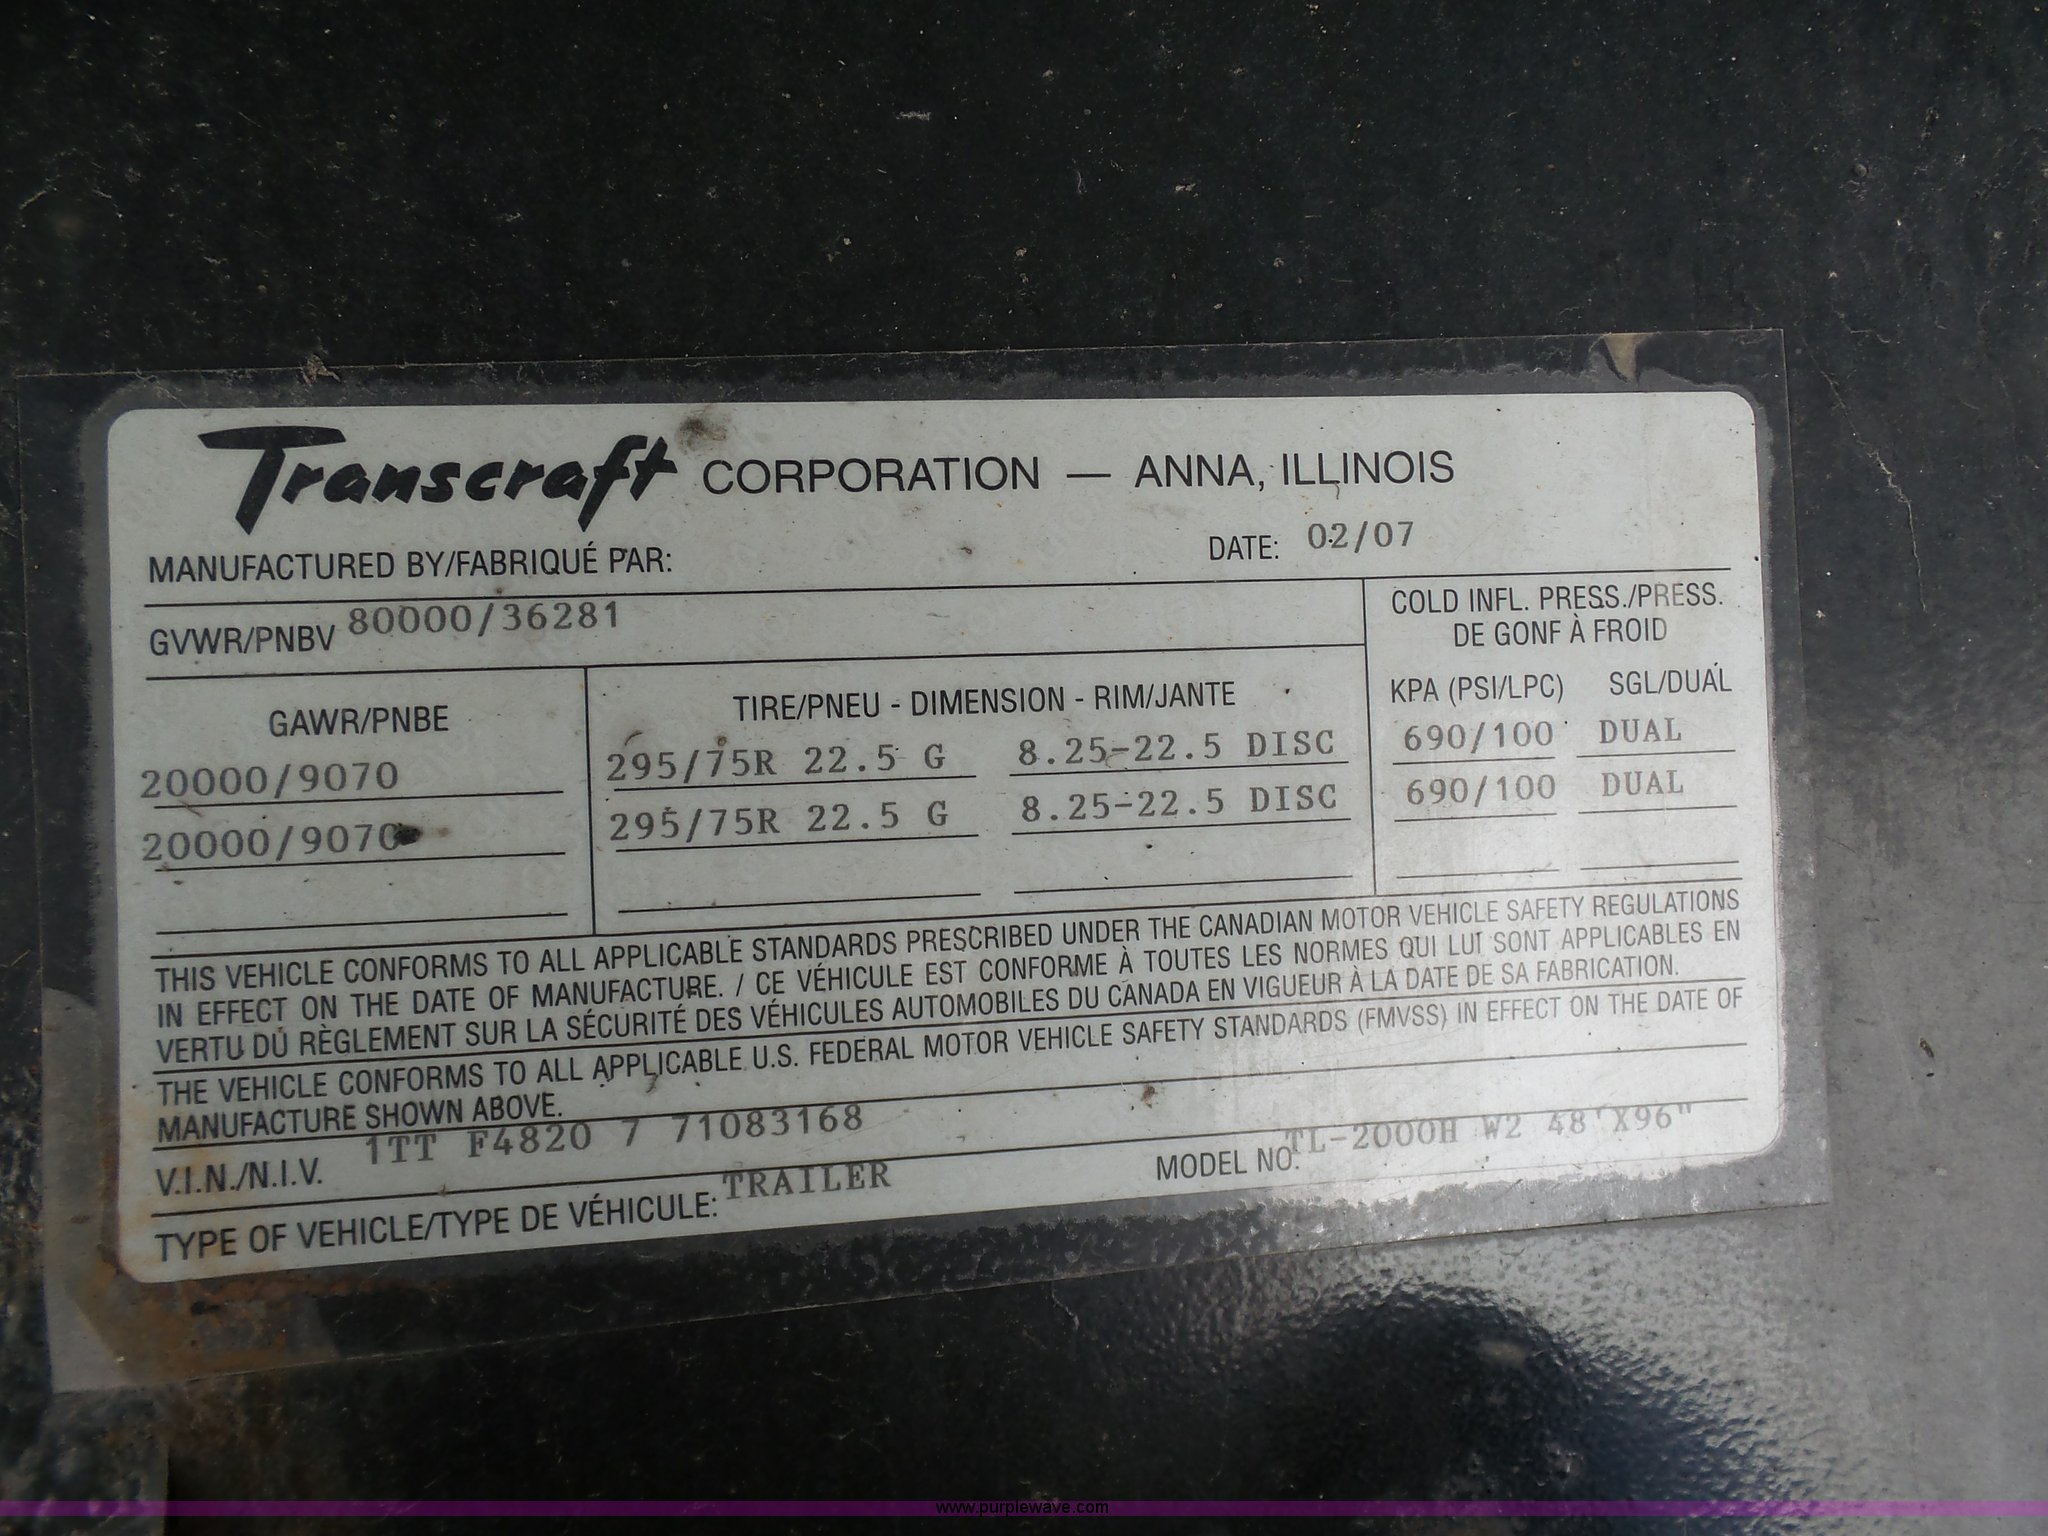 Transcraft CORPORATION — ANNA, ILLINOIS
MANUFACTURED BY/FABRIQUÉ PAR: DATE: 02/07
GVWR/PNBV 80000/36281
COLD INFL. PRESS./PRESS.
DE GONF À FROID
GAWR/PNBE TIRE/PNEU - DIMENSION - RIM/JANTE KPA (PSI/LPC) SGL/DUAL
20000/9070 295/75R 22.5 G 8.25-22.5 DISC 690/100 DUAL
20000/9070 295/75R 22.5 G 8.25-22.5 DISC 690/100 DUAL
THIS VEHICLE CONFORMS TO ALL APPLICABLE STANDARDS PRESCRIBED UNDER THE CANADIAN MOTOR VEHICLE SAFETY REGULATIONS
IN EFFECT ON THE DATE OF MANUFACTURE. / CE VÉHICULE EST CONFORME À TOUTES LES NORMES QUI LUI SONT APPLICABLES EN
VERTU DU RÈGLEMENT SUR LA SÉCURITÉ DES VÉHICULES AUTOMOBILES DU CANADA EN VIGUEUR À LA DATE DE SA FABRICATION.
THE VEHICLE CONFORMS TO ALL APPLICABLE U.S. FEDERAL MOTOR VEHICLE SAFETY STANDARDS (FMVSS) IN EFFECT ON THE DATE OF
MANUFACTURE SHOWN ABOVE.
V.I.N./N.I.V. 1TT F4820 7 71083168 MODEL NO. TL-2000H W2 48'X96"
TYPE OF VEHICLE/TYPE DE VÉHICULE: TRAILER
www.purplewave.com